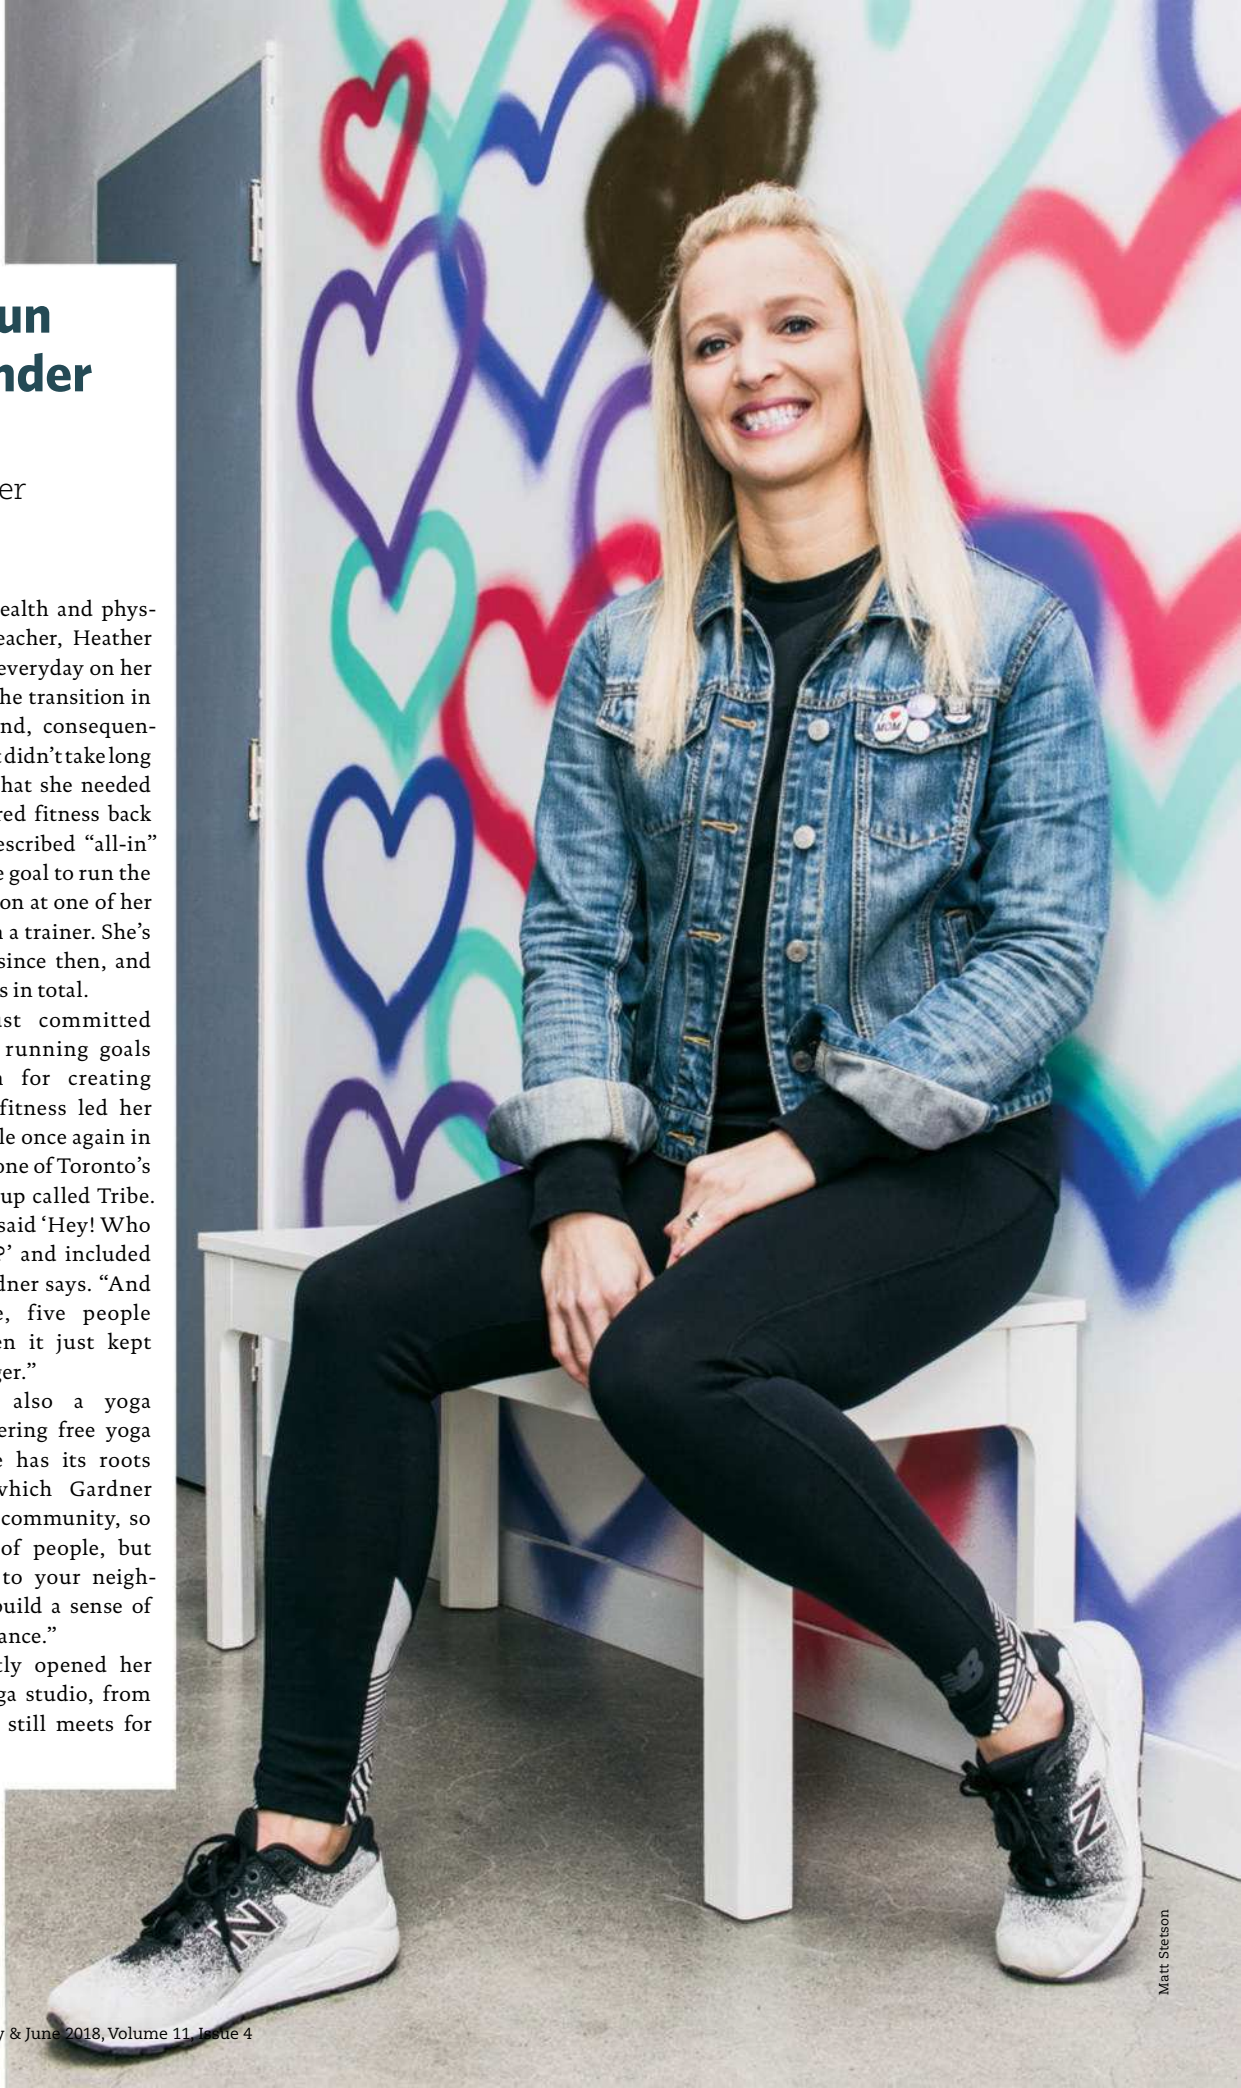 un
nder
er
ealth and phys-
eacher, Heather
everyday on her
he transition in
nd, consequen-
didn't take long
hat she needed
red fitness back
escribed “all-in”
e goal to run the
on at one of her
a trainer. She’s
since then, and
s in total.
ust committed
running goals
for creating
fitness led her
le once again in
one of Toronto’s
up called Tribe.
said ‘Hey! Who
?’ and included
dner says. “And
e, five people
en it just kept
ger.”
also a yoga
ering free yoga
e has its roots
which Gardner
community, so
of people, but
to your neigh-
build a sense of
ance.”
tly opened her
ga studio, from
still meets for
& June 2018, Volume 11, Issue 4
I ♥ MOM
NB
N
N
Matt Stetson